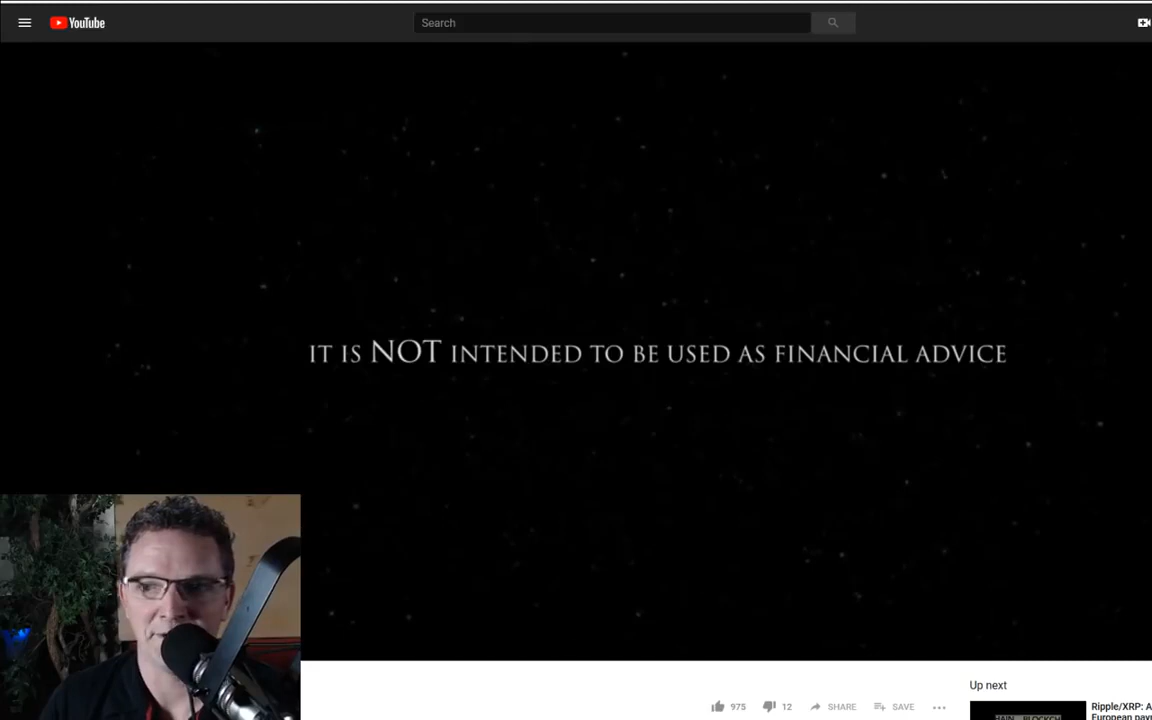 YouTube
Search
IT IS NOT INTENDED TO BE USED AS FINANCIAL ADVICE
975
12
SHARE
SAVE
Up next
Ripple/XRP: A
European pay